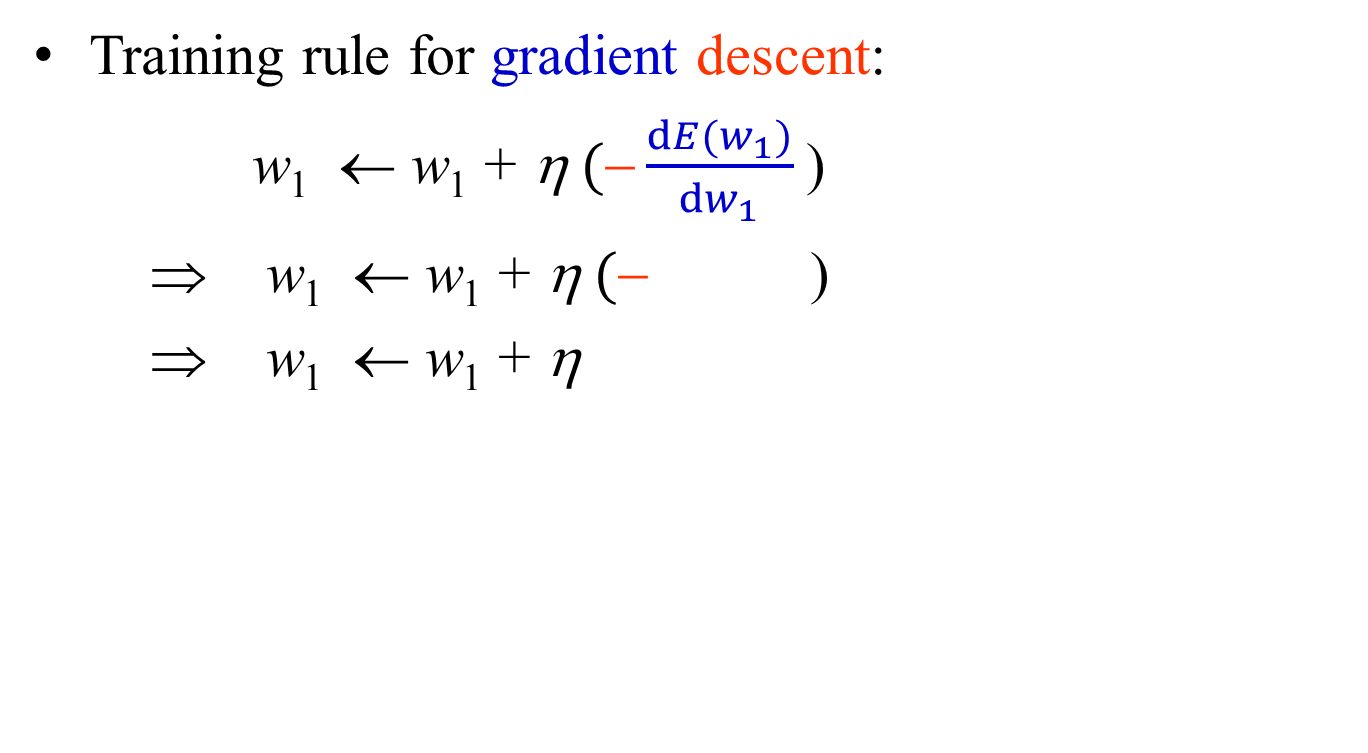 • Training rule for gradient descent:
w₁ ← w₁ + η (− dE(w₁)/dw₁ )
⇒ w₁ ← w₁ + η (− )
⇒ w₁ ← w₁ + η